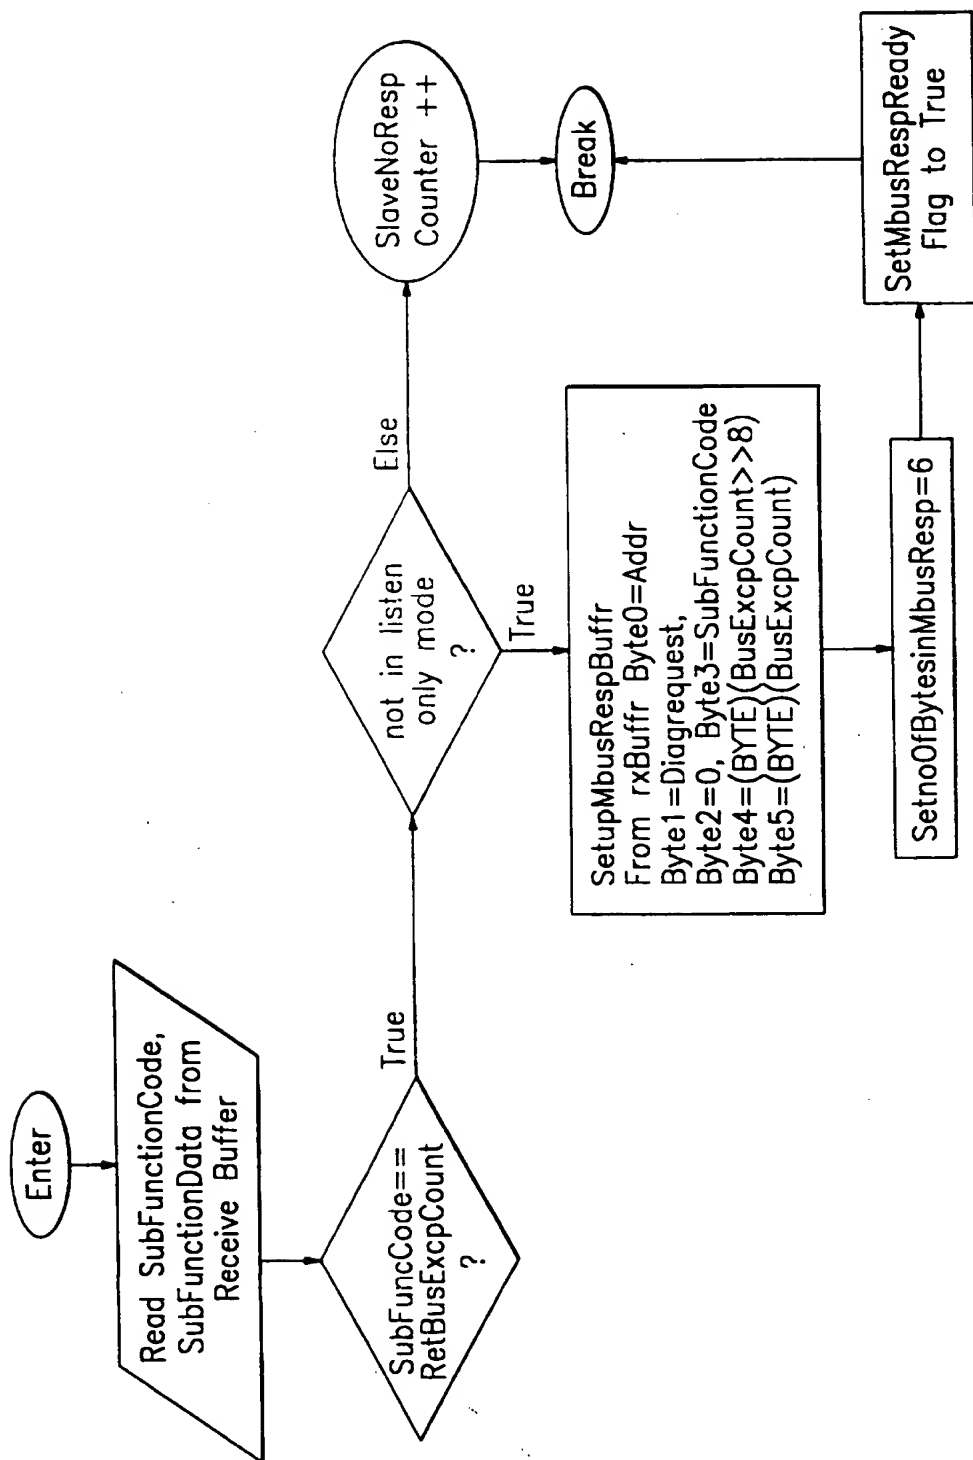 Enter
Read SubFunctionCode,
SubFunctionData from
Receive Buffer
SubFuncCode==
RetBusExcpCount
?
True
not in listen
only mode
?
Else
SlaveNoResp
Counter ++
True
SetupMbusRespBuffr
From rxBuffr Byte0=Addr
Byte1=Diagrequest,
Byte2=0, Byte3=SubFunctionCode
Byte4=(BYTE)(BusExcpCount>>8)
Byte5=(BYTE)(BusExcpCount)
SetnoOfBytesinMbusResp=6
SetMbusRespReady
Flag to True
Break